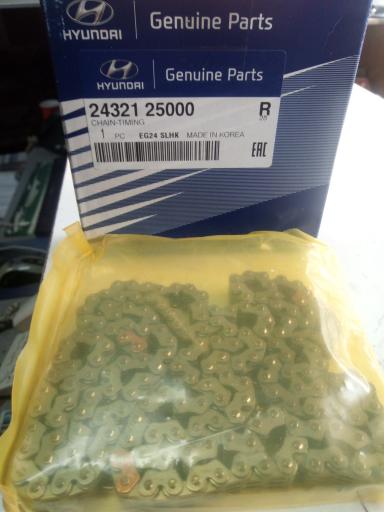 HYUNDAI
Genuine Parts
HYUNDAI
Genuine Parts
24321 25000
R
CHAIN-TIMING
1 PC EG24 SLHK MADE IN KOREA
EAC